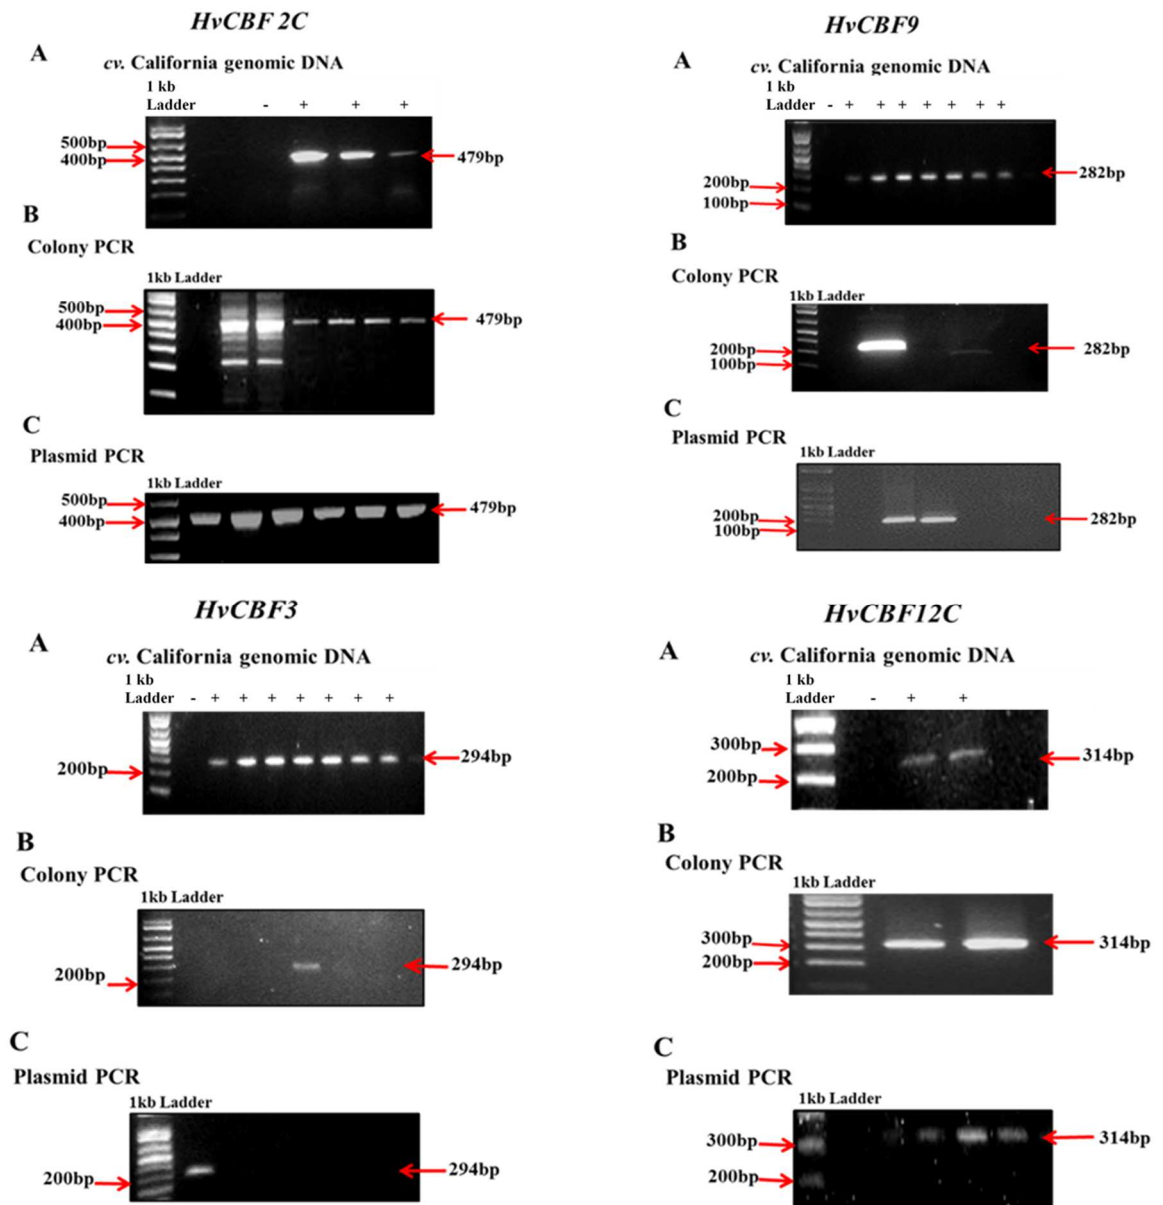 HvCBF 2C
A
cv. California genomic DNA
1 kb
Ladder - + + +
500bp
400bp
479bp
B
Colony PCR
1kb Ladder
500bp
400bp
479bp
C
Plasmid PCR
1kb Ladder
500bp
400bp
479bp
HvCBF9
A
cv. California genomic DNA
1 kb
Ladder - + + + + + + +
200bp
100bp
282bp
B
Colony PCR
1kb Ladder
200bp
100bp
282bp
C
Plasmid PCR
1kb Ladder
200bp
100bp
282bp
HvCBF3
A
cv. California genomic DNA
1 kb
Ladder - + + + + + + +
200bp
294bp
B
Colony PCR
1kb Ladder
200bp
294bp
C
Plasmid PCR
1kb Ladder
200bp
294bp
HvCBF12C
A
cv. California genomic DNA
1 kb
Ladder - + +
300bp
200bp
314bp
B
Colony PCR
1kb Ladder
300bp
200bp
314bp
C
Plasmid PCR
1kb Ladder
300bp
200bp
314bp